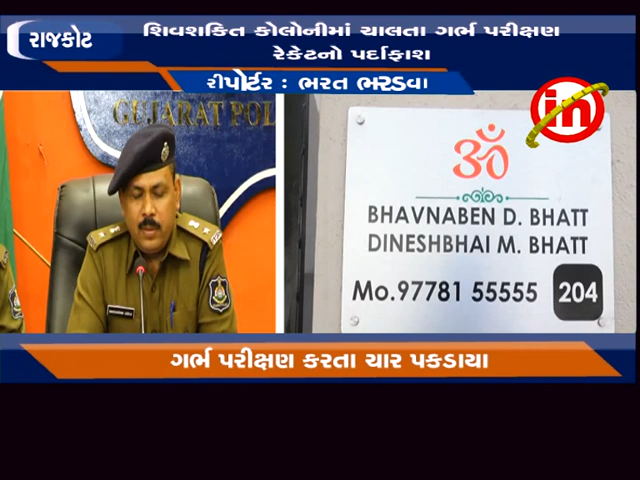 રાજકોટ
શિવશકિત કોલોનીમાં ચાલતા ગર્ભ પરીક્ષણ
રેકેટનો પર્દાફાશ
રીપોર્ટર : ભરત ભરડવા
GUJARAT POL
in
ॐ
BHAVNABEN D. BHATT
DINESHBHAI M. BHATT
Mo.97781 55555 204
ગર્ભ પરીક્ષણ કરતા ચાર પકડાયા